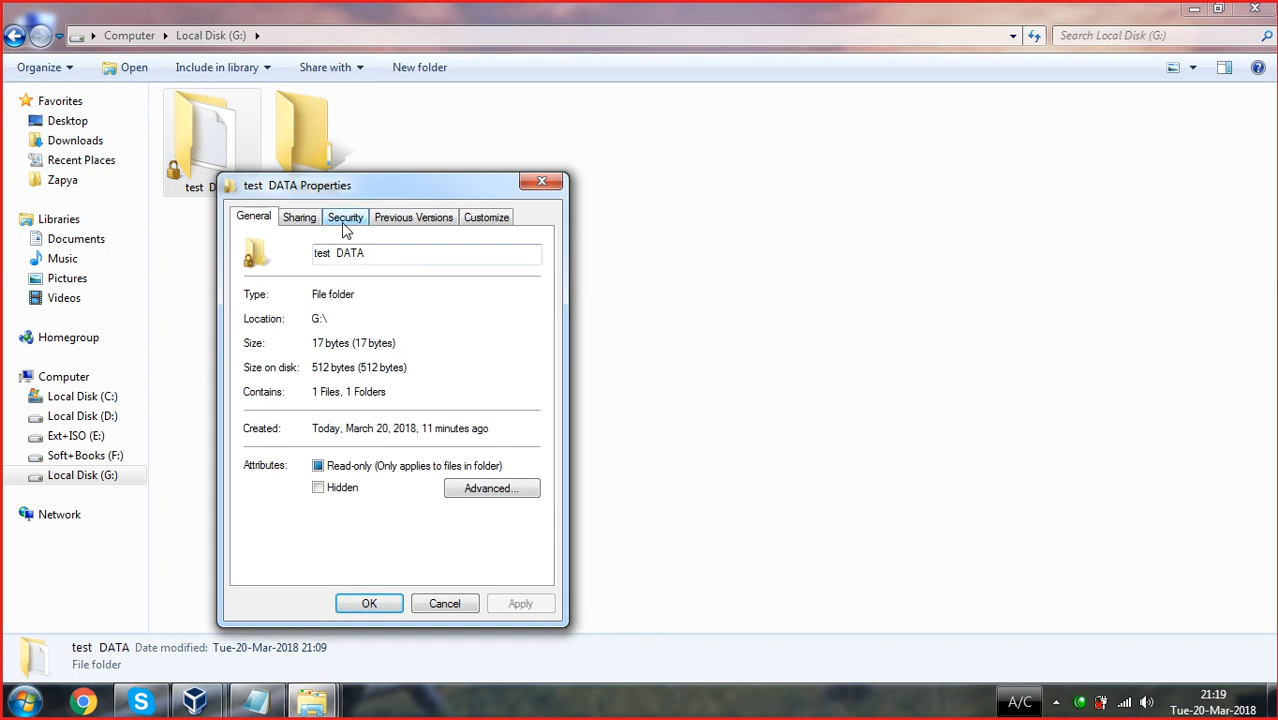 Computer Local Disk (G:)
Search Local Disk (G:)
Organize Open Include in library Share with New folder
Favorites
Desktop
Downloads
Recent Places
Zapya
Libraries
Documents
Music
Pictures
Videos
Homegroup
Computer
Local Disk (C:)
Local Disk (D:)
Ext+ISO (E:)
Soft+Books (F:)
Local Disk (G:)
Network
test D
test DATA Properties
General Sharing Security Previous Versions Customize
test DATA
Type: File folder
Location: G:\
Size: 17 bytes (17 bytes)
Size on disk: 512 bytes (512 bytes)
Contains: 1 Files, 1 Folders
Created: Today, March 20, 2018, 11 minutes ago
Attributes: Read-only (Only applies to files in folder)
Hidden Advanced...
OK Cancel Apply
test DATA Date modified: Tue-20-Mar-2018 21:09
File folder
A/C
21:19
Tue-20-Mar-2018